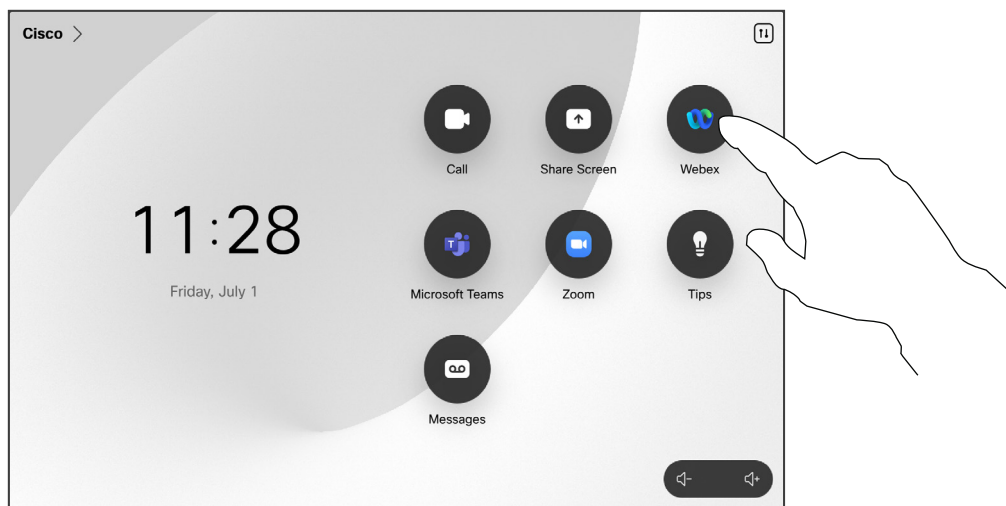 Cisco
11:28
Friday, July 1
Call
Share Screen
Webex
Microsoft Teams
Zoom
Tips
Messages